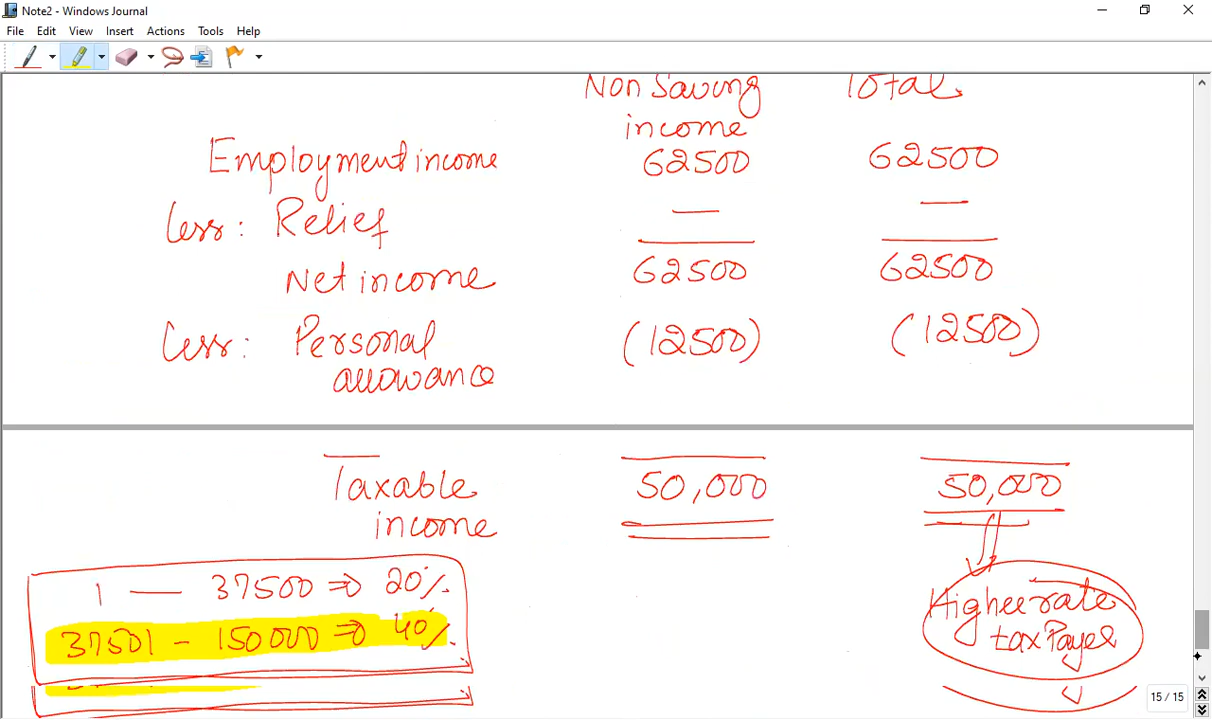 Note2 - Windows Journal
File Edit View Insert Actions Tools Help
Non Saving Total
income
Employment income 62500 62500
Less: Relief — —
Net income 62500 62500
Less: Personal (12500) (12500)
allowance
Taxable 50,000 50,000
income
1 — 37500 ⇒ 20%
37501 - 150000 ⇒ 40%
Higher rate
tax Payer
15 / 15